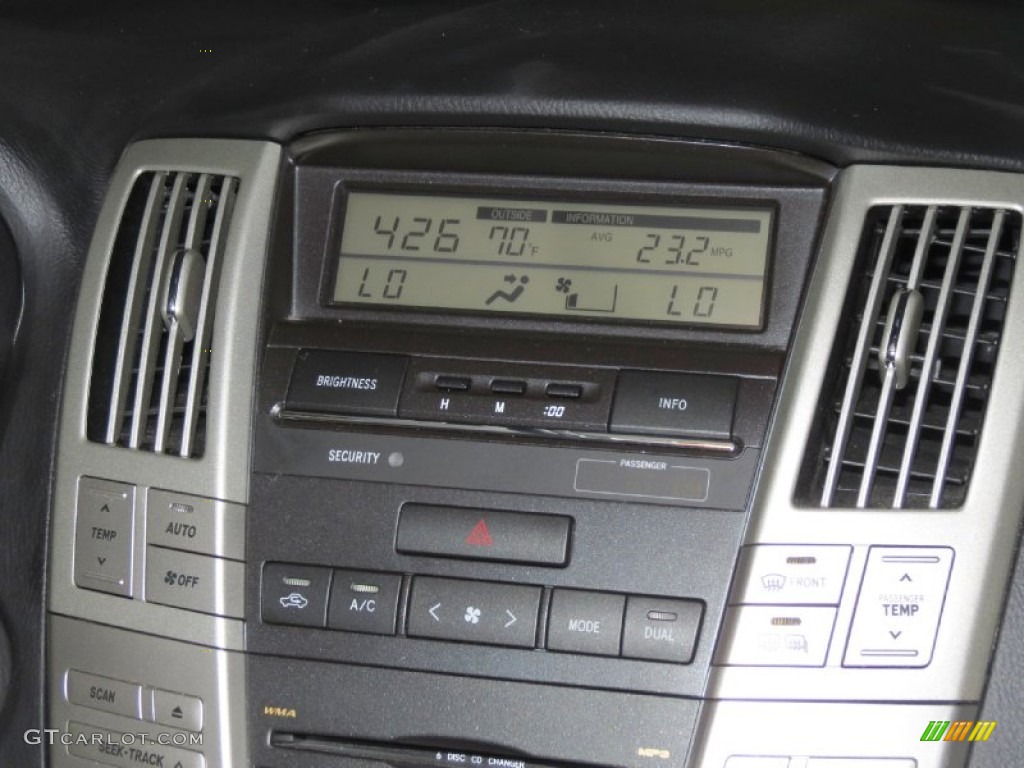 OUTSIDE INFORMATION
426 70°F AVG 23.2 MPG
LO LO
BRIGHTNESS H M :00 INFO
SECURITY PASSENGER
TEMP AUTO
OFF
A/C MODE DUAL
FRONT
PASSENGER
TEMP
SCAN
SEEK·TRACK
WMA MP3
6 DISC CD CHANGER
GTCARLOT.COM